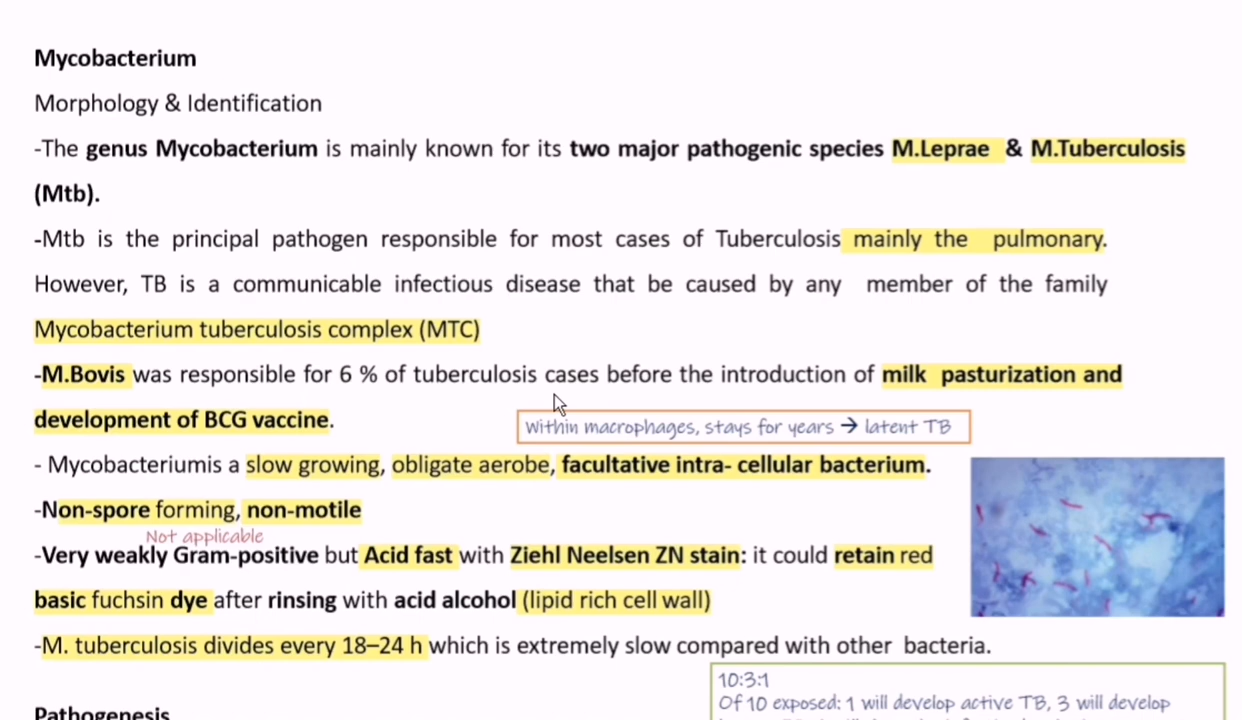 Mycobacterium
Morphology & Identification
-The genus Mycobacterium is mainly known for its two major pathogenic species M.Leprae & M.Tuberculosis
(Mtb).
-Mtb is the principal pathogen responsible for most cases of Tuberculosis mainly the pulmonary.
However, TB is a communicable infectious disease that be caused by any member of the family
Mycobacterium tuberculosis complex (MTC)
-M.Bovis was responsible for 6 % of tuberculosis cases before the introduction of milk pasturization and
development of BCG vaccine.
Within macrophages, stays for years → latent TB
- Mycobacteriumis a slow growing, obligate aerobe, facultative intra- cellular bacterium.
-Non-spore forming, non-motile
Not applicable
-Very weakly Gram-positive but Acid fast with Ziehl Neelsen ZN stain: it could retain red
basic fuchsin dye after rinsing with acid alcohol (lipid rich cell wall)
-M. tuberculosis divides every 18–24 h which is extremely slow compared with other bacteria.
10:3:1
Of 10 exposed: 1 will develop active TB, 3 will develop
Pathogenesis